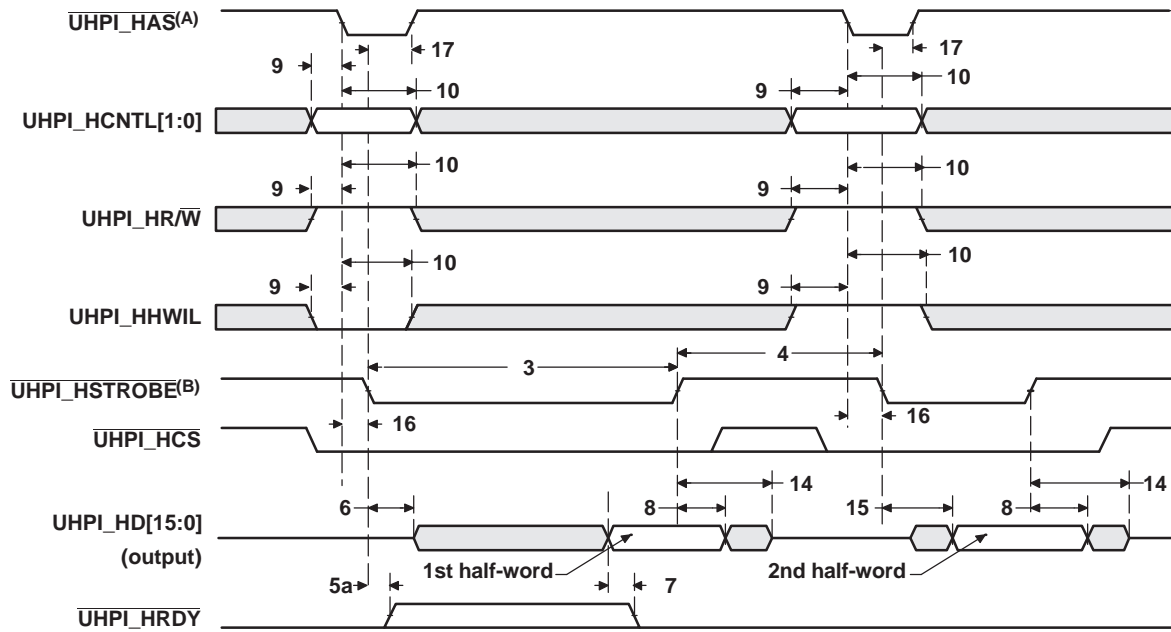 UHPI_HAS(A)
17
17
9
10
9
10
UHPI_HCNTL[1:0]
10
10
9
9
UHPI_HR/W
10
10
9
9
UHPI_HHWIL
3
4
UHPI_HSTROBE(B)
16
16
UHPI_HCS
14
14
6
8
15
8
UHPI_HD[15:0]
(output)
1st half-word
2nd half-word
5a
7
UHPI_HRDY